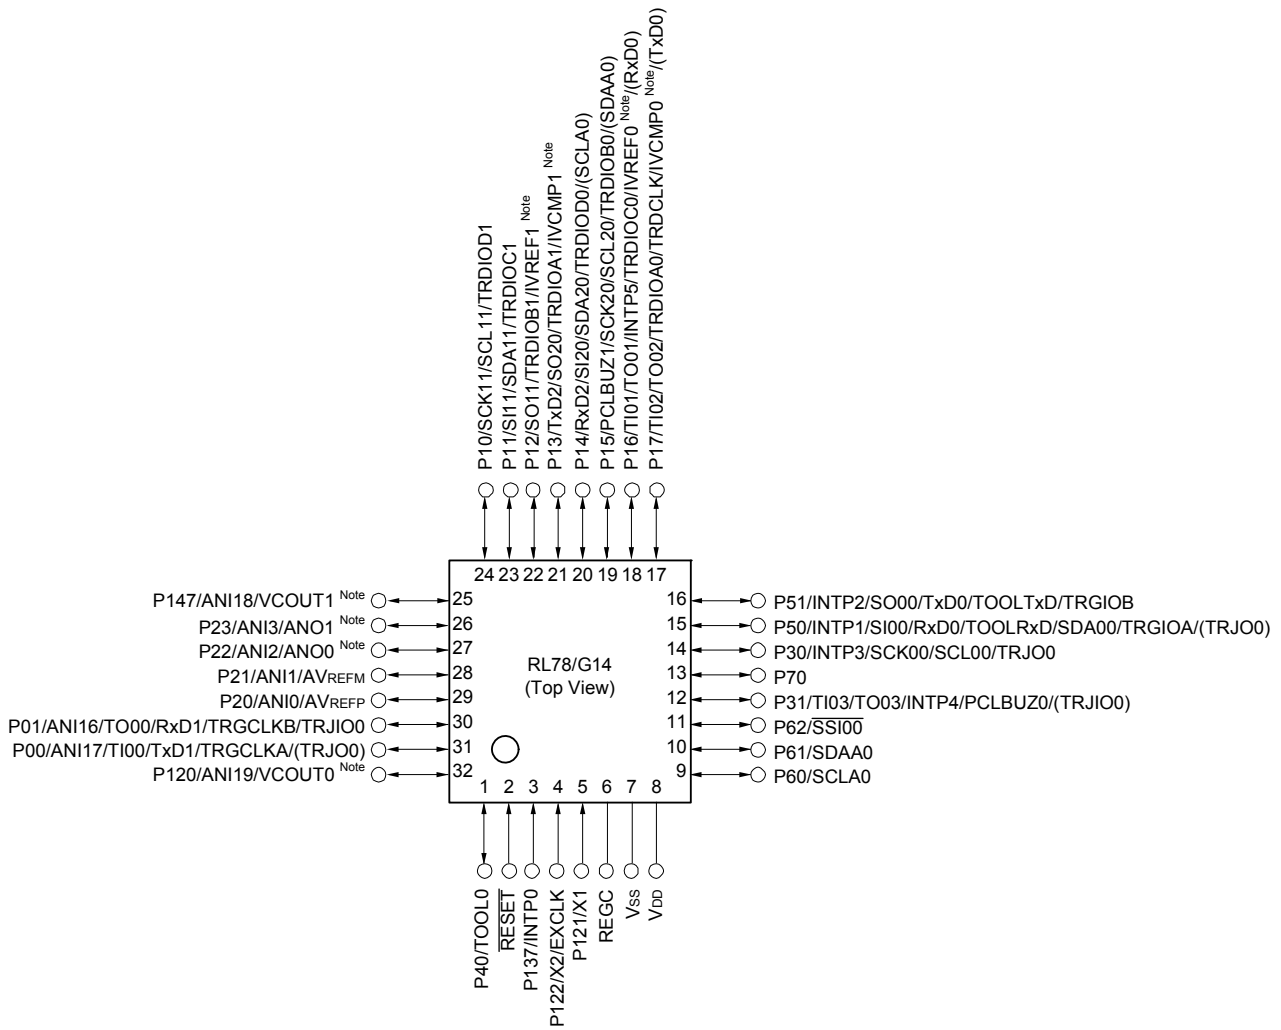 P10/SCK11/SCL11/TRDIOD1
P11/SI11/SDA11/TRDIOC1
P12/SO11/TRDIOB1/IVREF1 Note
P13/TxD2/SO20/TRDIOA1/IVCMP1 Note
P14/RxD2/SI20/SDA20/TRDIOD0/(SCLA0)
P15/PCLBUZ1/SCK20/SCL20/TRDIOB0/(SDAA0)
P16/TI01/TO01/INTP5/TRDIOC0/IVREF0 Note/(RxD0)
P17/TI02/TO02/TRDIOA0/TRDCLK/IVCMP0 Note/(TxD0)
24 23 22 21 20 19 18 17
P147/ANI18/VCOUT1 Note 25
P23/ANI3/ANO1 Note 26
P22/ANI2/ANO0 Note 27
P21/ANI1/AVREFM 28
P20/ANI0/AVREFP 29
P01/ANI16/TO00/RxD1/TRGCLKB/TRJIO0 30
P00/ANI17/TI00/TxD1/TRGCLKA/(TRJO0) 31
P120/ANI19/VCOUT0 Note 32
RL78/G14
(Top View)
16 P51/INTP2/SO00/TxD0/TOOLTxD/TRGIOB
15 P50/INTP1/SI00/RxD0/TOOLRxD/SDA00/TRGIOA/(TRJO0)
14 P30/INTP3/SCK00/SCL00/TRJO0
13 P70
12 P31/TI03/TO03/INTP4/PCLBUZ0/(TRJIO0)
11 P62/SSI00
10 P61/SDAA0
9 P60/SCLA0
1 2 3 4 5 6 7 8
P40/TOOL0
RESET
P137/INTP0
P122/X2/EXCLK
P121/X1
REGC
VSS
VDD